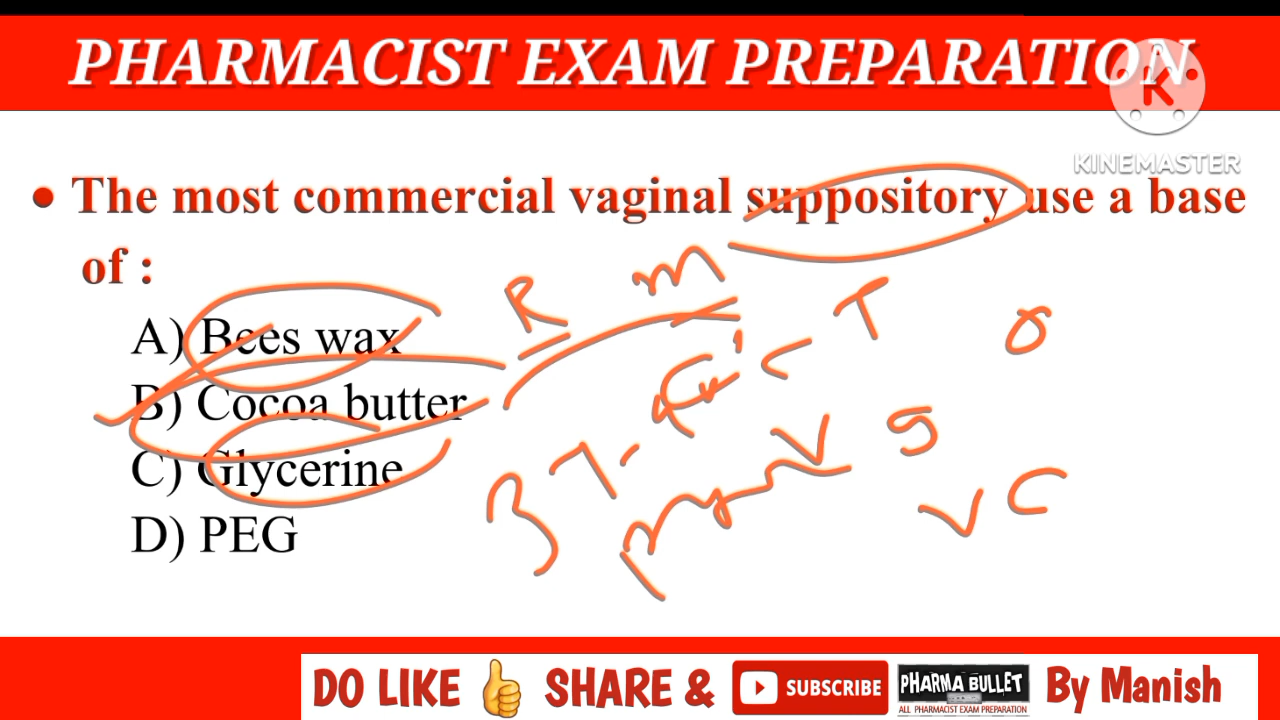 PHARMACIST EXAM PREPARATION
KINEMASTER
• The most commercial vaginal suppository use a base
of :
A) Bees wax
B) Cocoa butter
C) Glycerine
D) PEG
R m
T
O
V S
V C
DO LIKE SHARE & SUBSCRIBE PHARMA BULLET By Manish
ALL PHARMACIST EXAM PREPARATION